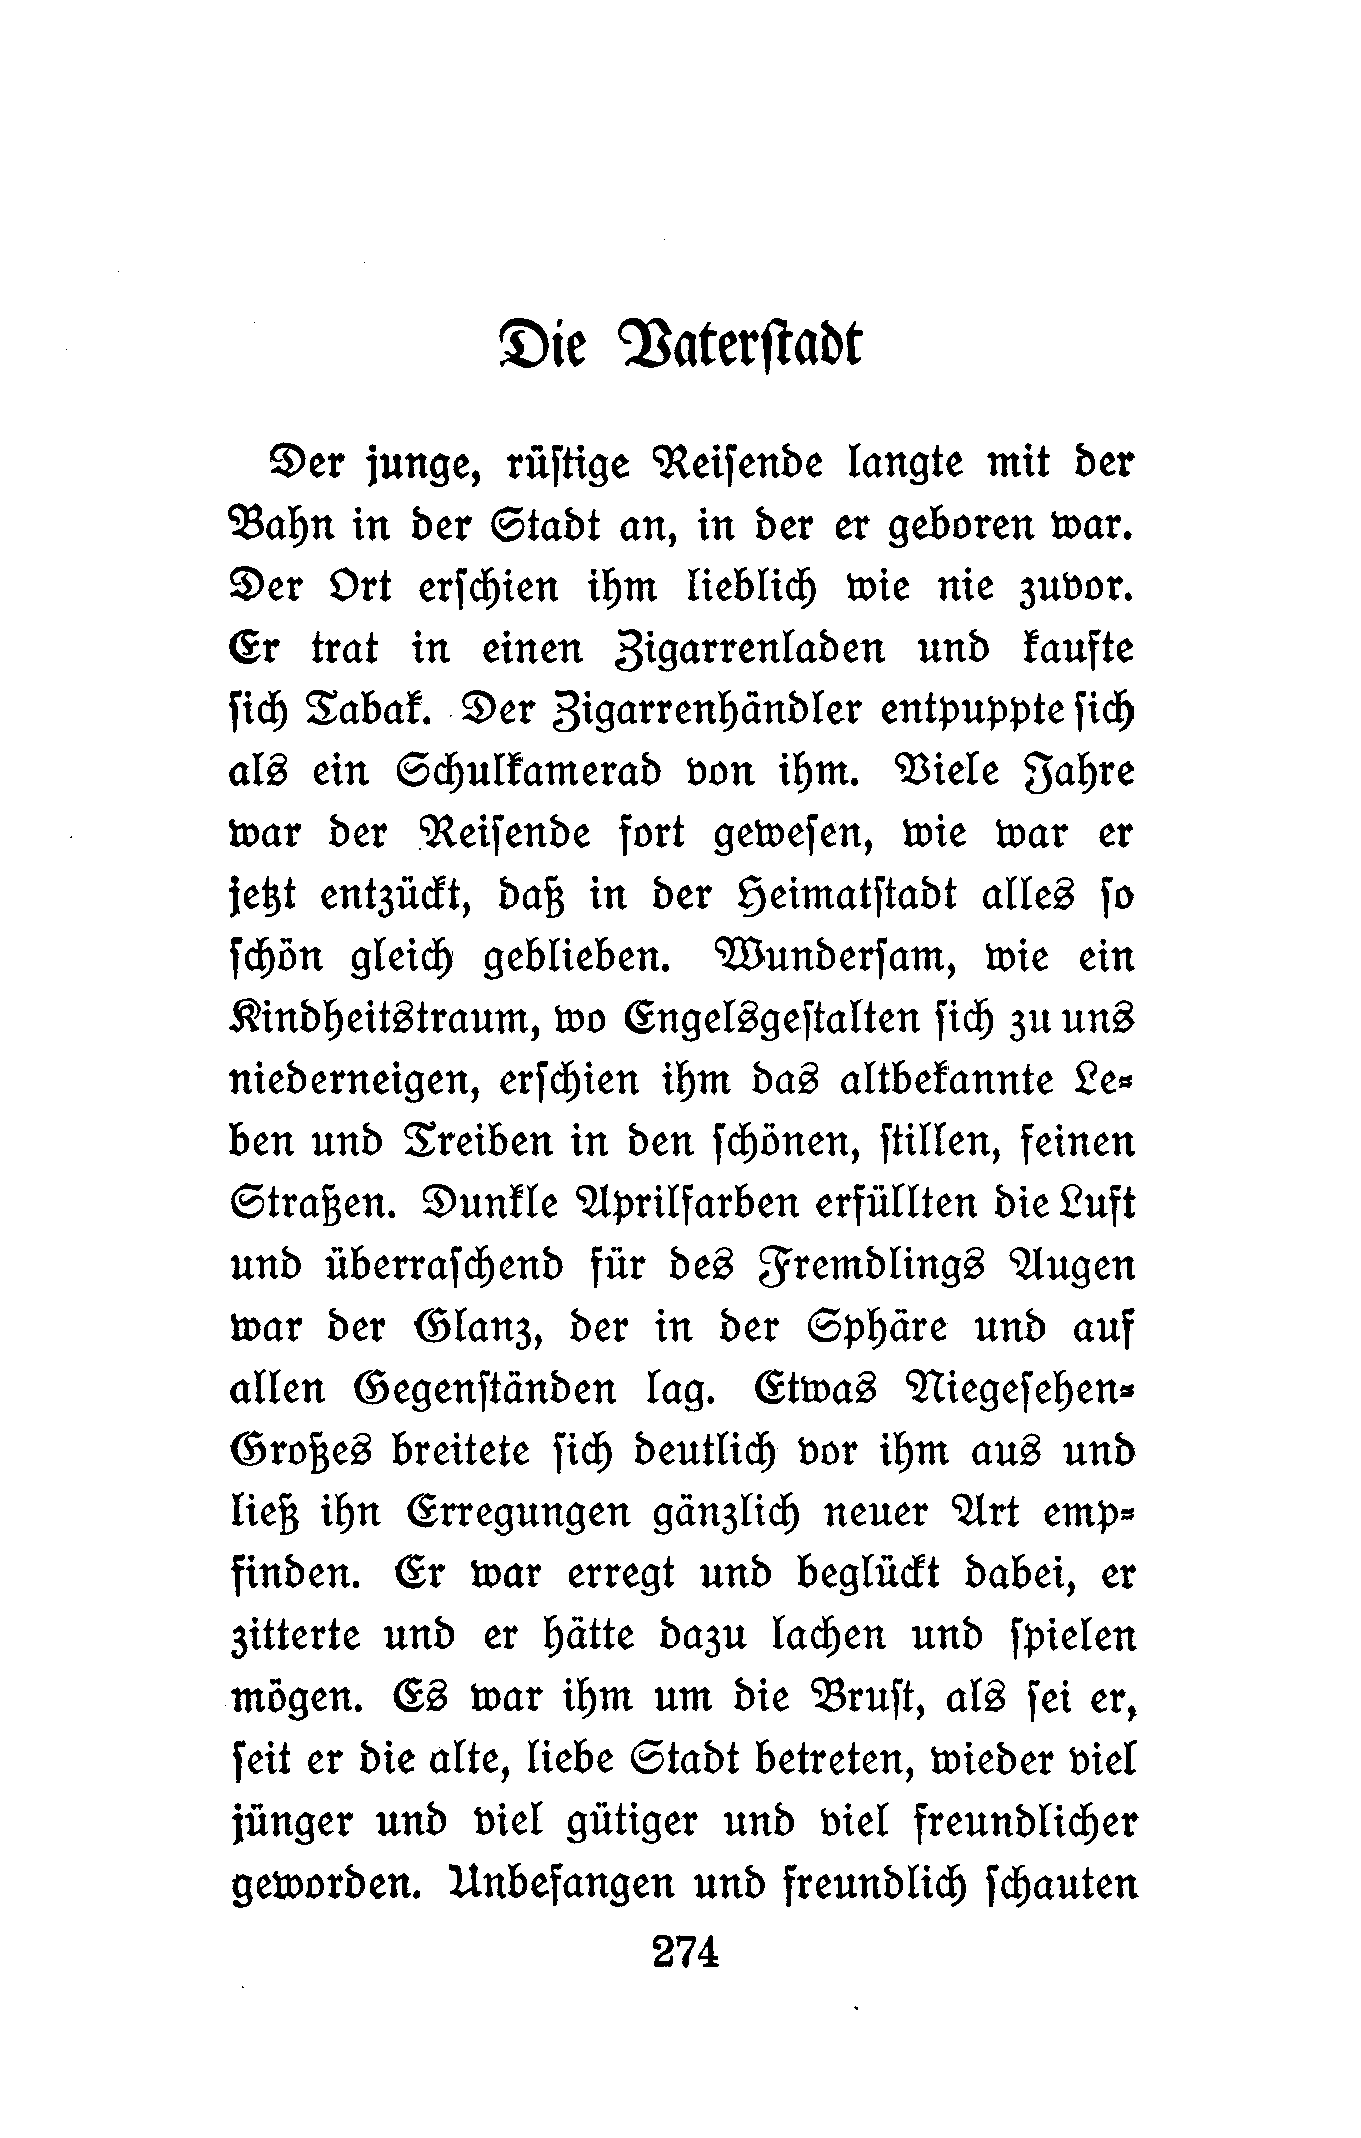 Die Vaterſtadt
Der junge, rüſtige Reiſende langte mit der
Bahn in der Stadt an, in der er geboren war.
Der Ort erſchien ihm lieblich wie nie zuvor.
Er trat in einen Zigarrenladen und kaufte
ſich Tabak. Der Zigarrenhändler entpuppte ſich
als ein Schulkamerad von ihm. Viele Jahre
war der Reiſende fort geweſen, wie war er
jetzt entzückt, daß in der Heimatſtadt alles ſo
ſchön gleich geblieben. Wunderſam, wie ein
Kindheitstraum, wo Engelsgeſtalten ſich zu uns
niederneigen, erſchien ihm das altbekannte Le⸗
ben und Treiben in den ſchönen, ſtillen, feinen
Straßen. Dunkle Aprilfarben erfüllten die Luft
und überraſchend für des Fremdlings Augen
war der Glanz, der in der Sphäre und auf
allen Gegenſtänden lag. Etwas Niegeſehen⸗
Großes breitete ſich deutlich vor ihm aus und
ließ ihn Erregungen gänzlich neuer Art emp⸗
finden. Er war erregt und beglückt dabei, er
zitterte und er hätte dazu lachen und ſpielen
mögen. Es war ihm um die Bruſt, als ſei er,
ſeit er die alte, liebe Stadt betreten, wieder viel
jünger und viel gütiger und viel freundlicher
geworden. Unbefangen und freundlich ſchauten
274